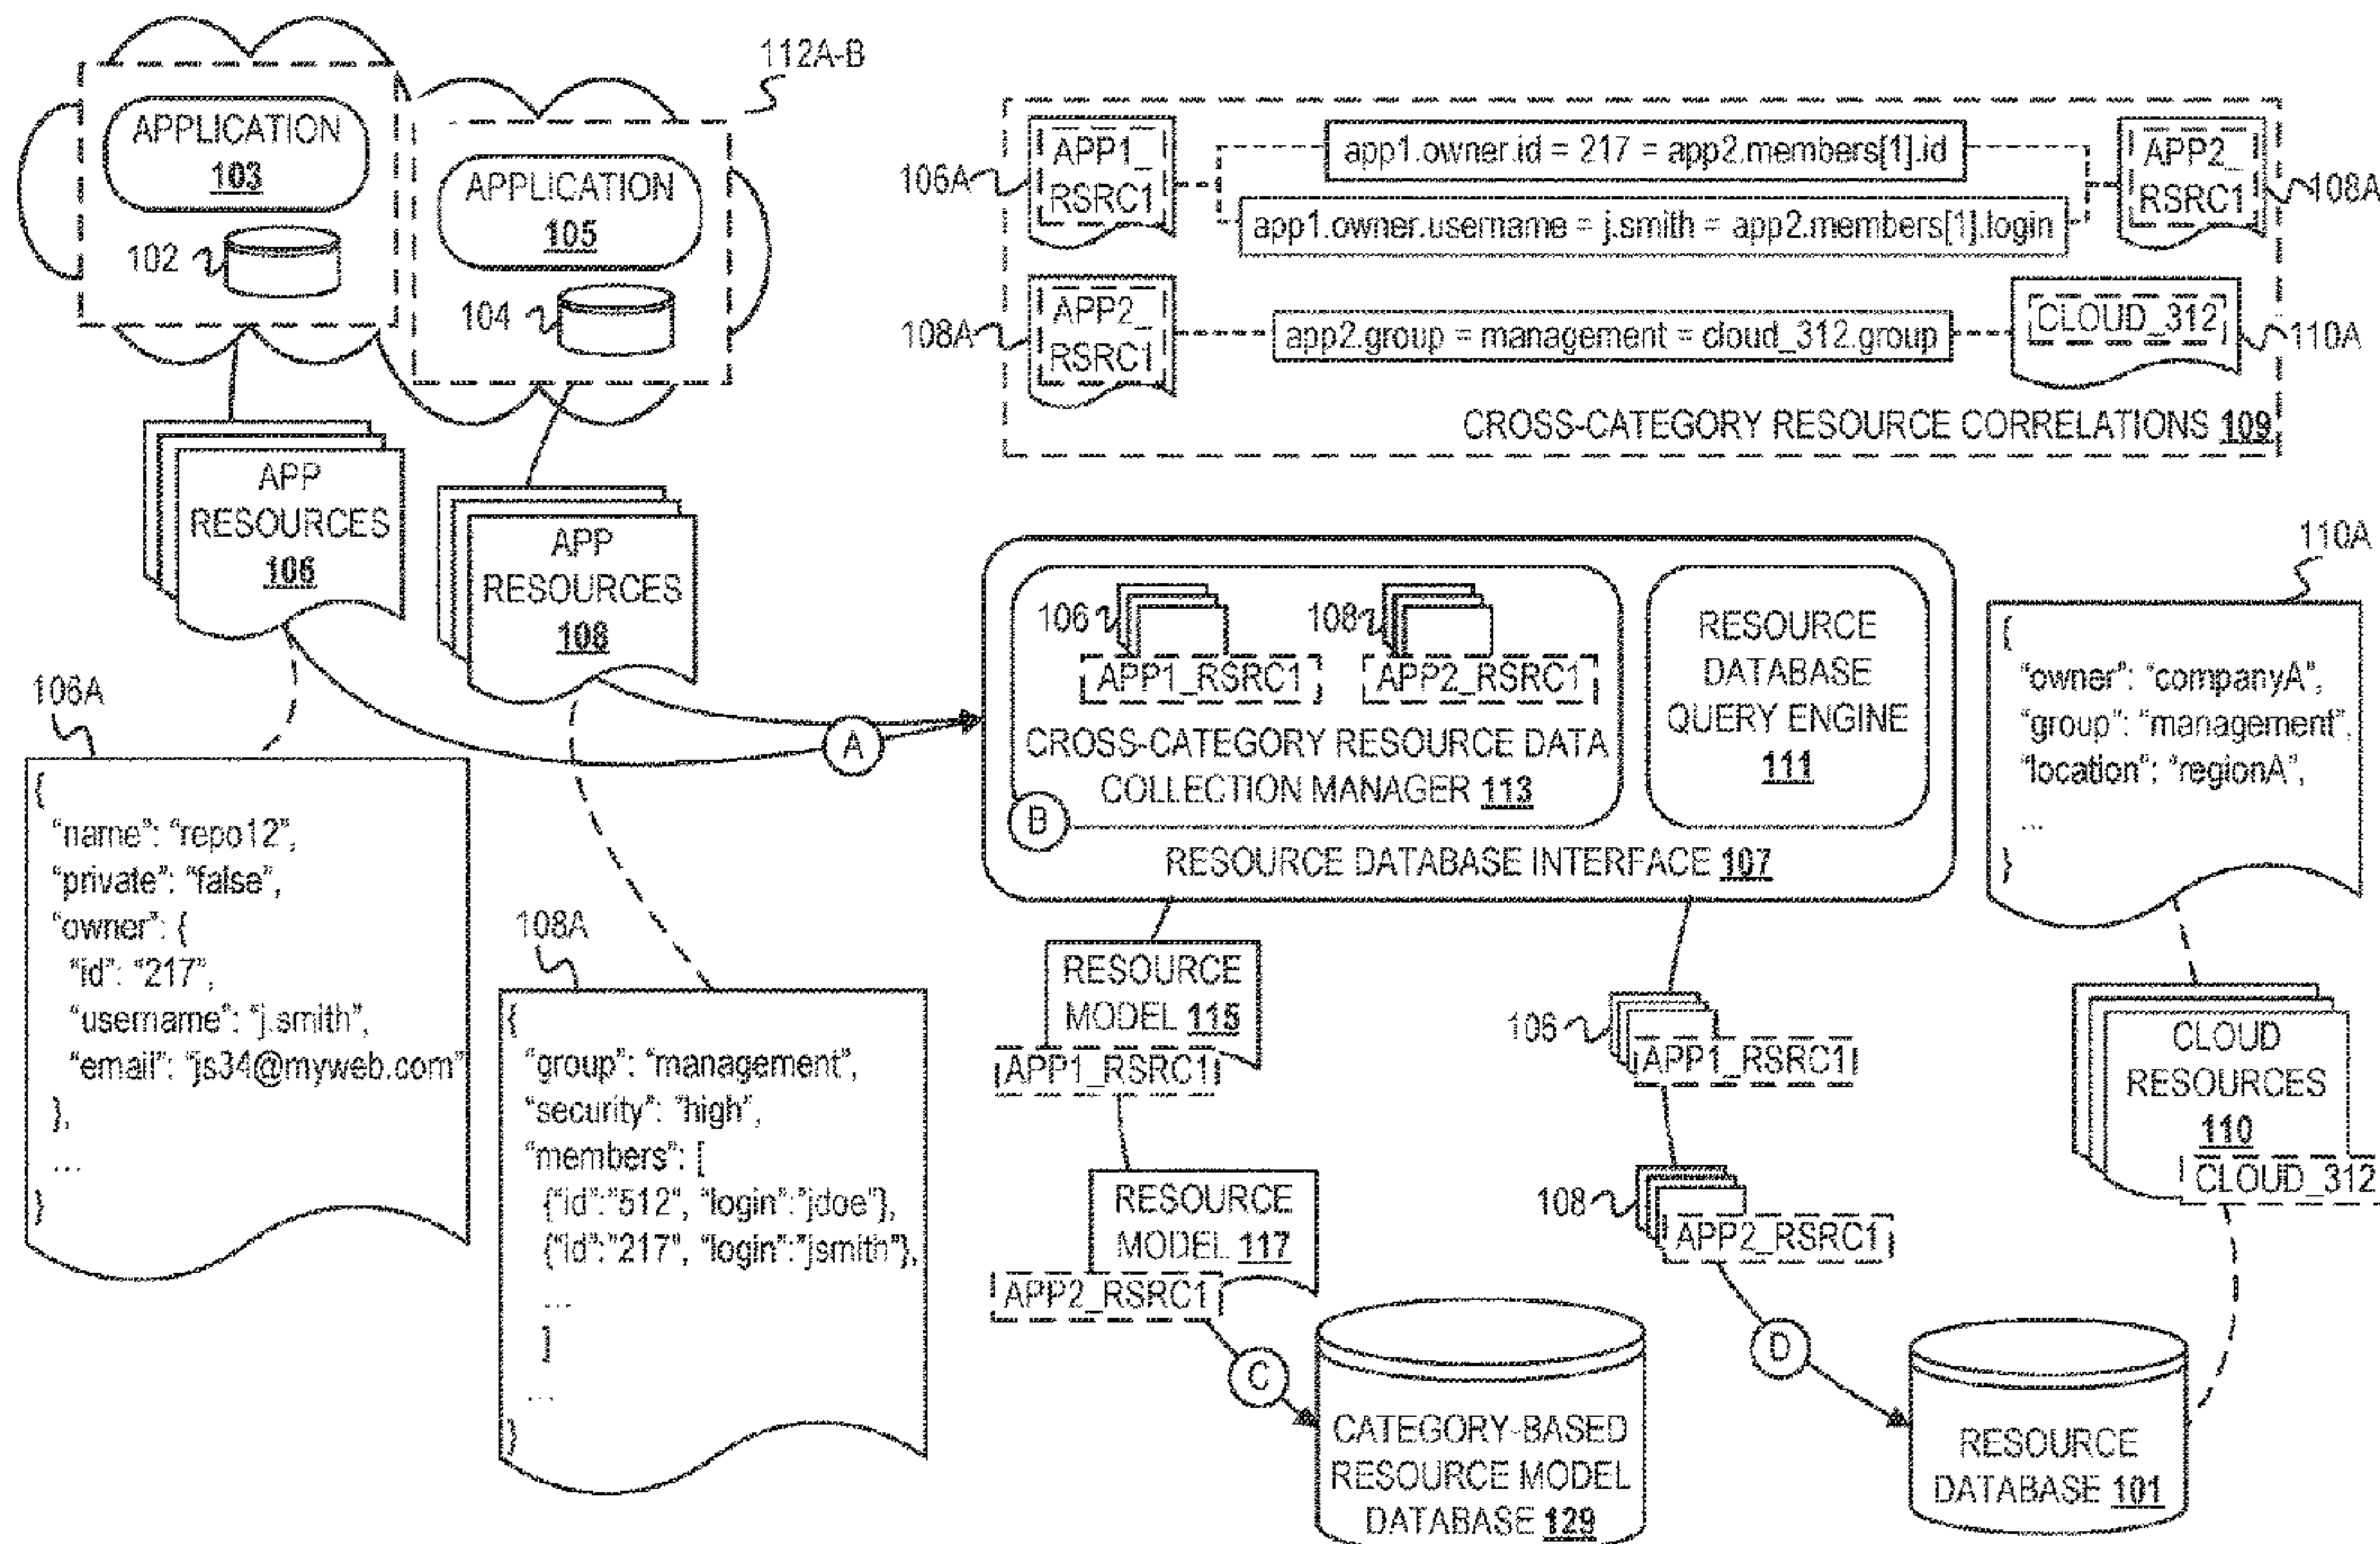 112A-B
APPLICATION
103
102
APPLICATION
105
104
106A
APP1_
RSRC1
app1.owner.id = 217 = app2.members[1].id
app1.owner.username = j.smith = app2.members[1].login
APP2_
RSRC1
108A
108A
APP2_
RSRC1
app2.group = management = cloud_312.group
CLOUD_312
110A
CROSS-CATEGORY RESOURCE CORRELATIONS 109
APP
RESOURCES
106
APP
RESOURCES
108
A
106
APP1_RSRC1
108
APP2_RSRC1
CROSS-CATEGORY RESOURCE DATA
COLLECTION MANAGER 113
B
RESOURCE
DATABASE
QUERY ENGINE
111
RESOURCE DATABASE INTERFACE 107
110A
{
"owner": "companyA",
"group": "management",
"location": "regionA",
...
}
106A
{
"name": "repo12",
"private": "false",
"owner": {
"id": "217",
"username": "j.smith",
"email": "js34@myweb.com"
},
...
}
108A
{
"group": "management",
"security": "high",
"members": [
{"id":"512", "login":"jdoe"},
{"id":"217", "login":"jsmith"},
...
]
...
}
RESOURCE
MODEL 115
APP1_RSRC1
RESOURCE
MODEL 117
APP2_RSRC1
C
CATEGORY-BASED
RESOURCE MODEL
DATABASE 129
106
APP1_RSRC1
108
APP2_RSRC1
D
RESOURCE
DATABASE 101
CLOUD
RESOURCES
110
CLOUD_312